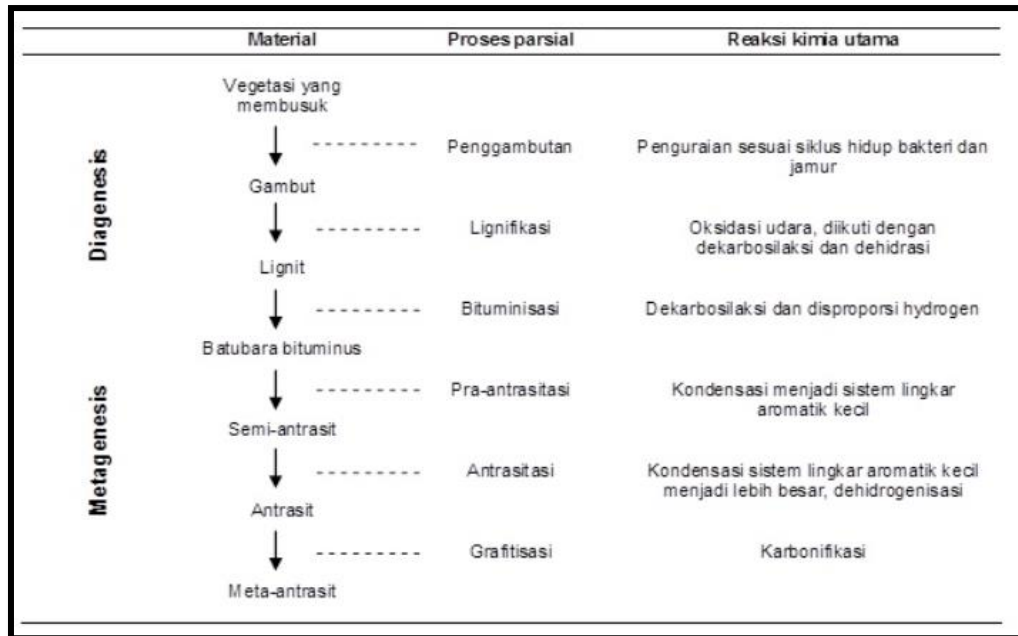 Material Proses parsial Reaksi kimia utama
Vegetasi yang
membusuk
Penggambutan
Penguraian sesuai siklus hidup bakteri dan
jamur
Diagenesis
Gambut
Lignifikasi
Oksidasi udara, diikuti dengan
dekarbosilaksi dan dehidrasi
Lignit
Bituminisasi
Dekarbosilaksi dan disproporsi hydrogen
Batubara bituminus
Pra-antrasitasi
Kondensasi menjadi sistem lingkar
aromatik kecil
Metagenesis
Semi-antrasit
Antrasitasi
Kondensasi sistem lingkar aromatik kecil
menjadi lebih besar, dehidrogenisasi
Antrasit
Grafitisasi
Karbonifikasi
Meta-antrasit